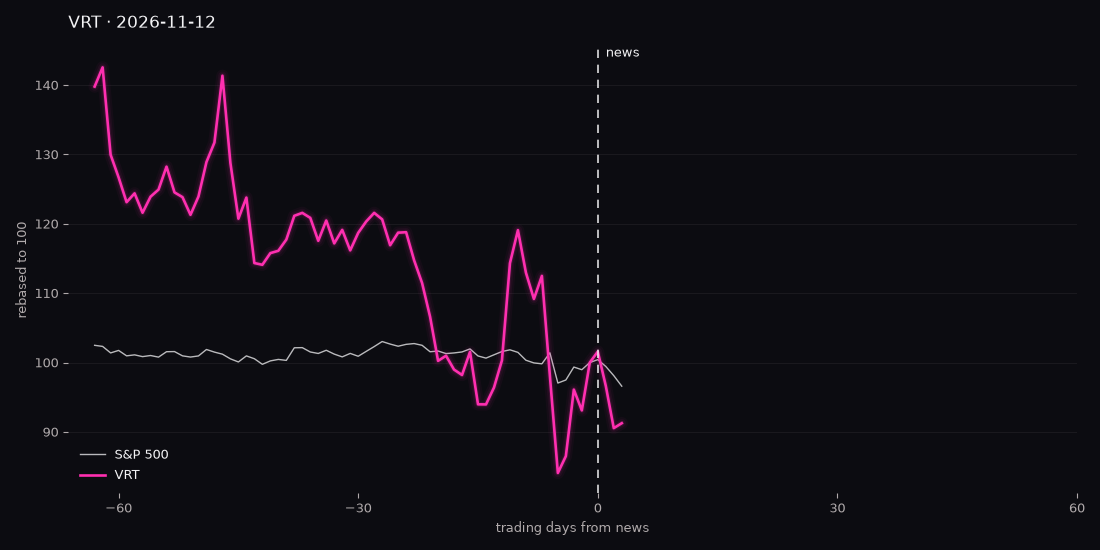 VRT · 2026-11-12
news
140
130
120
110
100
90
rebased to 100
S&P 500
VRT
−60
−30
0
30
60
trading days from news